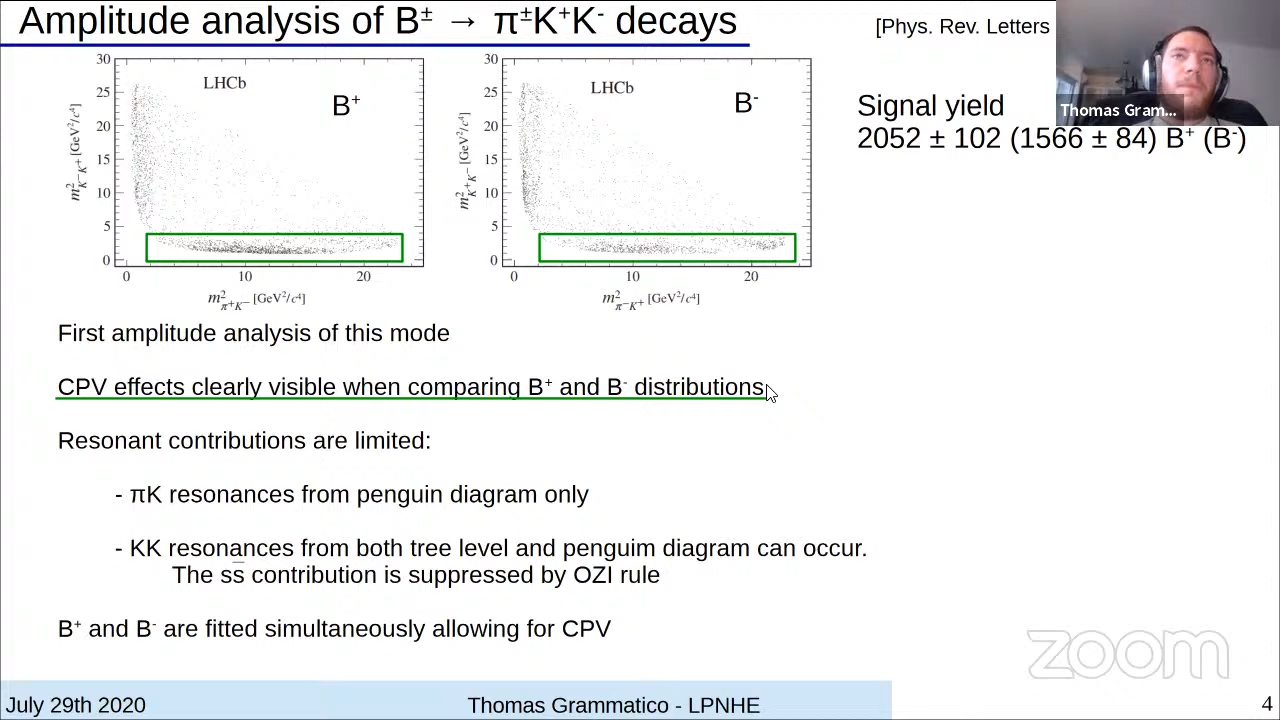 Amplitude analysis of B± → π±K+K- decays
[Phys. Rev. Letters
Thomas Gram...
Signal yield
2052 ± 102 (1566 ± 84) B+ (B-)
LHCb
B+
30
25
20
15
10
5
0
m²K−K+ [GeV²/c⁴]
0 10 20
m²π+K− [GeV²/c⁴]
LHCb
B-
30
25
20
15
10
5
0
m²K+K− [GeV²/c⁴]
0 10 20
m²π−K+ [GeV²/c⁴]
First amplitude analysis of this mode
CPV effects clearly visible when comparing B+ and B- distributions
Resonant contributions are limited:
- πK resonances from penguin diagram only
- KK resonances from both tree level and penguim diagram can occur.
The ss̅ contribution is suppressed by OZI rule
B+ and B- are fitted simultaneously allowing for CPV
zoom
July 29th 2020
Thomas Grammatico - LPNHE
4